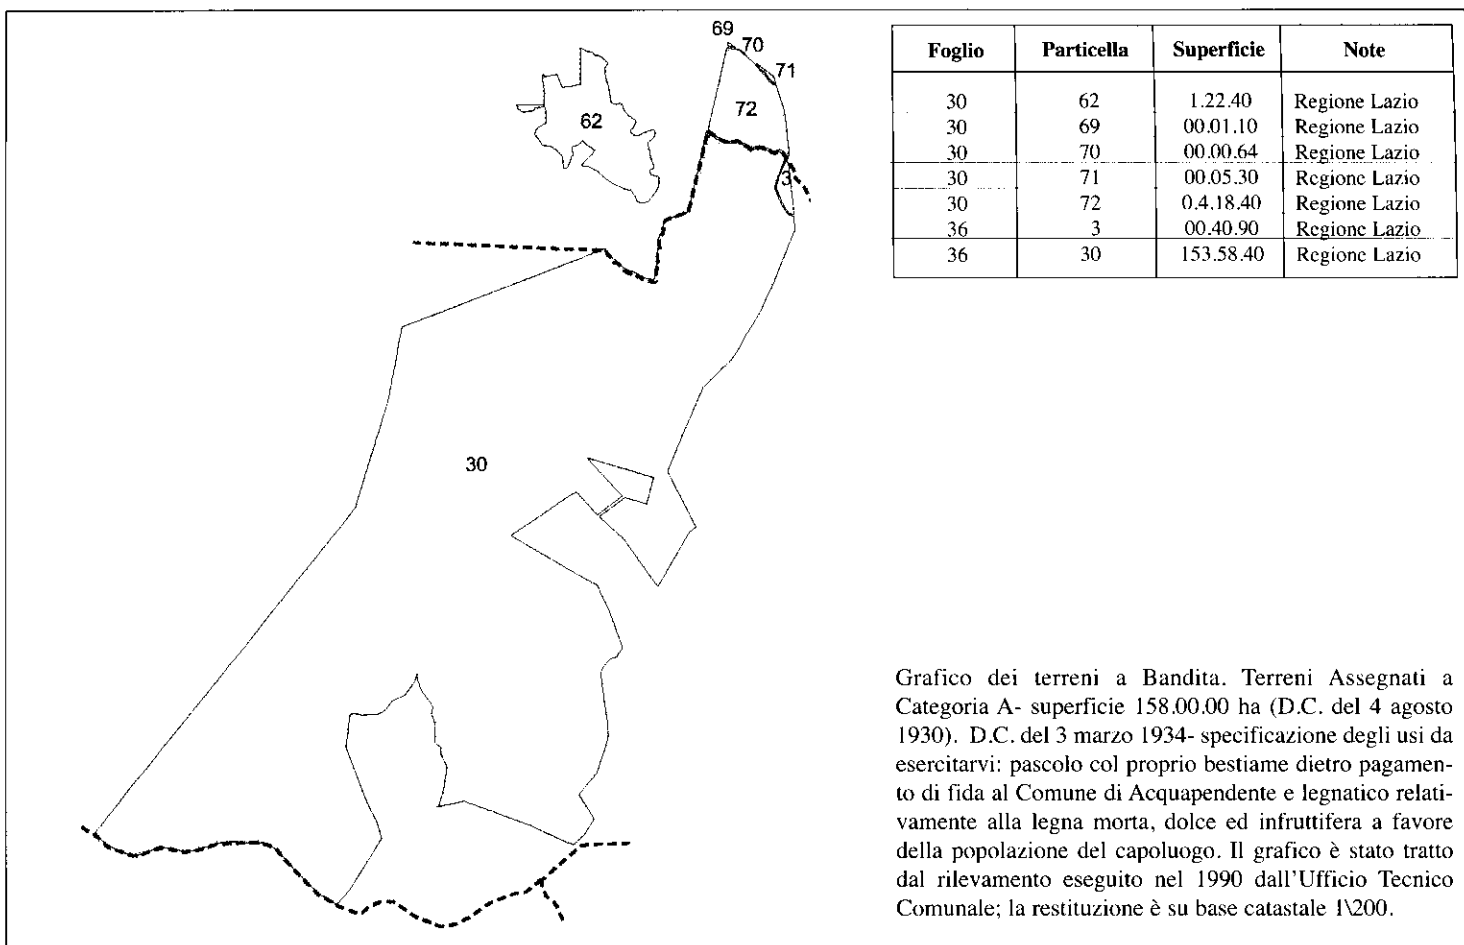 69
70
71
72
62
3
30
Foglio Particella Superficie Note
30 62 1.22.40 Regione Lazio
30 69 00.01.10 Regione Lazio
30 70 00.00.64 Regione Lazio
30 71 00.05.30 Regione Lazio
30 72 0.4.18.40 Regione Lazio
36 3 00.40.90 Regione Lazio
36 30 153.58.40 Regione Lazio
Grafico dei terreni a Bandita. Terreni Assegnati a
Categoria A- superficie 158.00.00 ha (D.C. del 4 agosto
1930). D.C. del 3 marzo 1934- specificazione degli usi da
esercitarvi: pascolo col proprio bestiame dietro pagamen-
to di fida al Comune di Acquapendente e legnatico relati-
vamente alla legna morta, dolce ed infruttifera a favore
della popolazione del capoluogo. Il grafico è stato tratto
dal rilevamento eseguito nel 1990 dall'Ufficio Tecnico
Comunale; la restituzione è su base catastale 1\200.